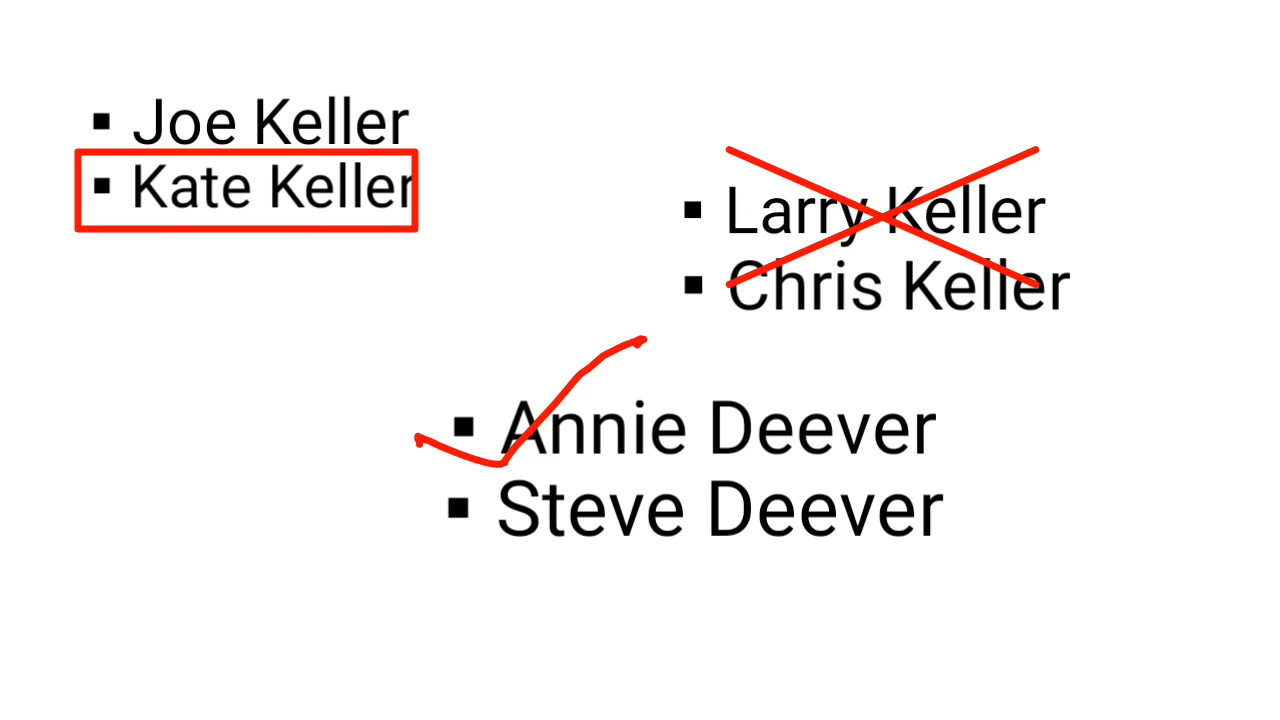 ▪ Joe Keller
▪ Kate Keller
▪ Larry Keller
▪ Chris Keller
▪ Annie Deever
▪ Steve Deever